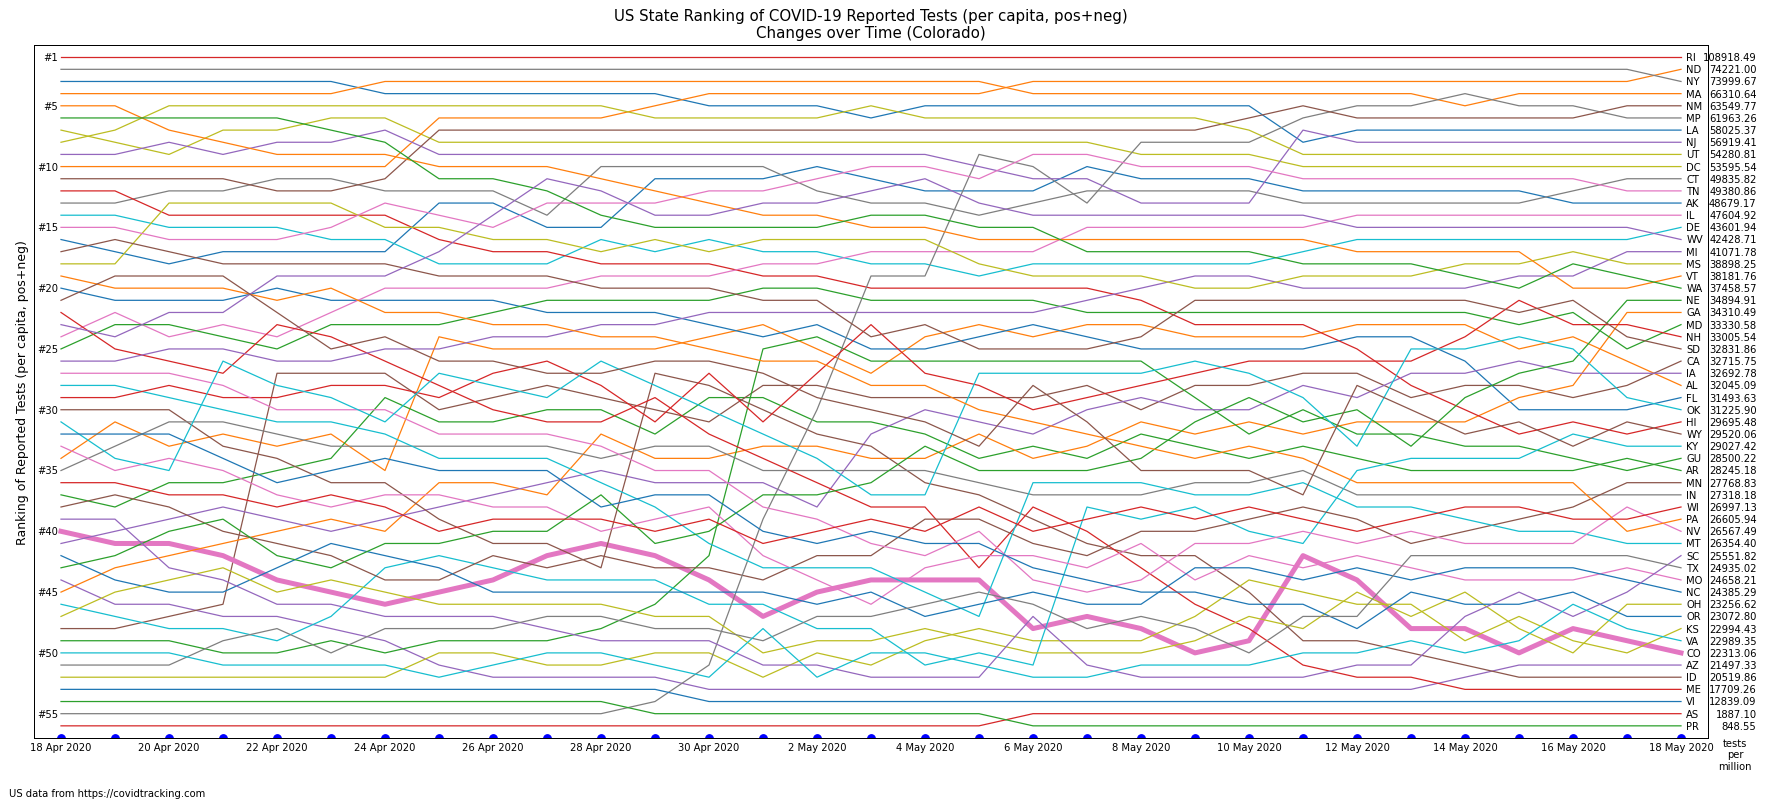 US State Ranking of COVID-19 Reported Tests (per capita, pos+neg)
Changes over Time (Colorado)
Ranking of Reported Tests (per capita, pos+neg)
#1
#5
#10
#15
#20
#25
#30
#35
#40
#45
#50
#55
RI 108918.49
ND 74221.00
NY 73999.67
MA 66310.64
NM 63549.77
MP 61963.26
LA 58025.37
NJ 56919.41
UT 54280.81
DC 53595.54
CT 49835.82
TN 49380.86
AK 48679.17
IL 47604.92
DE 43601.94
WV 42428.71
MI 41071.78
MS 38898.25
VT 38181.76
WA 37458.57
NE 34894.91
GA 34310.49
MD 33330.58
NH 33005.54
SD 32831.86
CA 32715.75
IA 32692.78
AL 32045.09
FL 31493.63
OK 31225.90
HI 29695.48
WY 29520.06
KY 29027.42
GU 28500.22
AR 28245.18
MN 27768.83
IN 27318.18
WI 26997.13
PA 26605.94
NV 26567.49
MT 26354.40
SC 25551.82
TX 24935.02
MO 24658.21
NC 24385.29
OH 23256.62
OR 23072.80
KS 22994.43
VA 22989.35
CO 22313.06
AZ 21497.33
ID 20519.86
ME 17709.26
VI 12839.09
AS 1887.10
PR 848.55
18 Apr 2020 20 Apr 2020 22 Apr 2020 24 Apr 2020 26 Apr 2020 28 Apr 2020 30 Apr 2020 2 May 2020 4 May 2020 6 May 2020 8 May 2020 10 May 2020 12 May 2020 14 May 2020 16 May 2020 18 May 2020
tests
per
million
US data from https://covidtracking.com